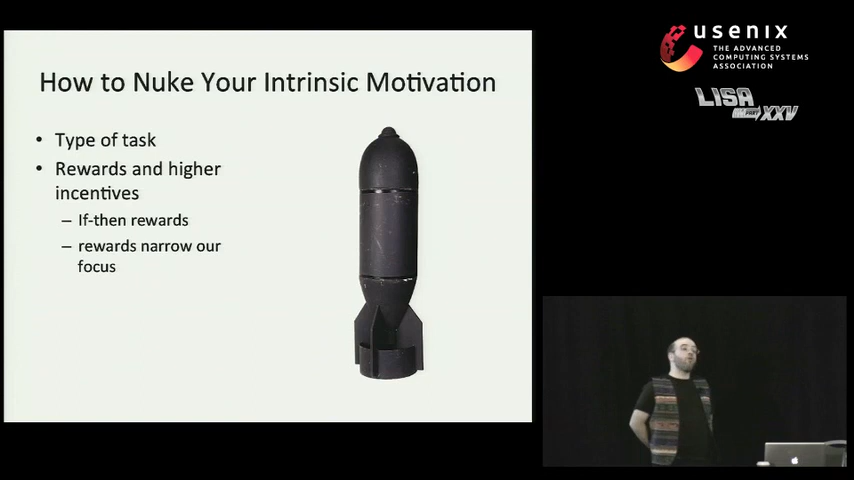 How to Nuke Your Intrinsic Motivation
• Type of task
• Rewards and higher
incentives
– If-then rewards
– rewards narrow our
focus
usenix
THE ADVANCED
COMPUTING SYSTEMS
ASSOCIATION
LISA
XXV